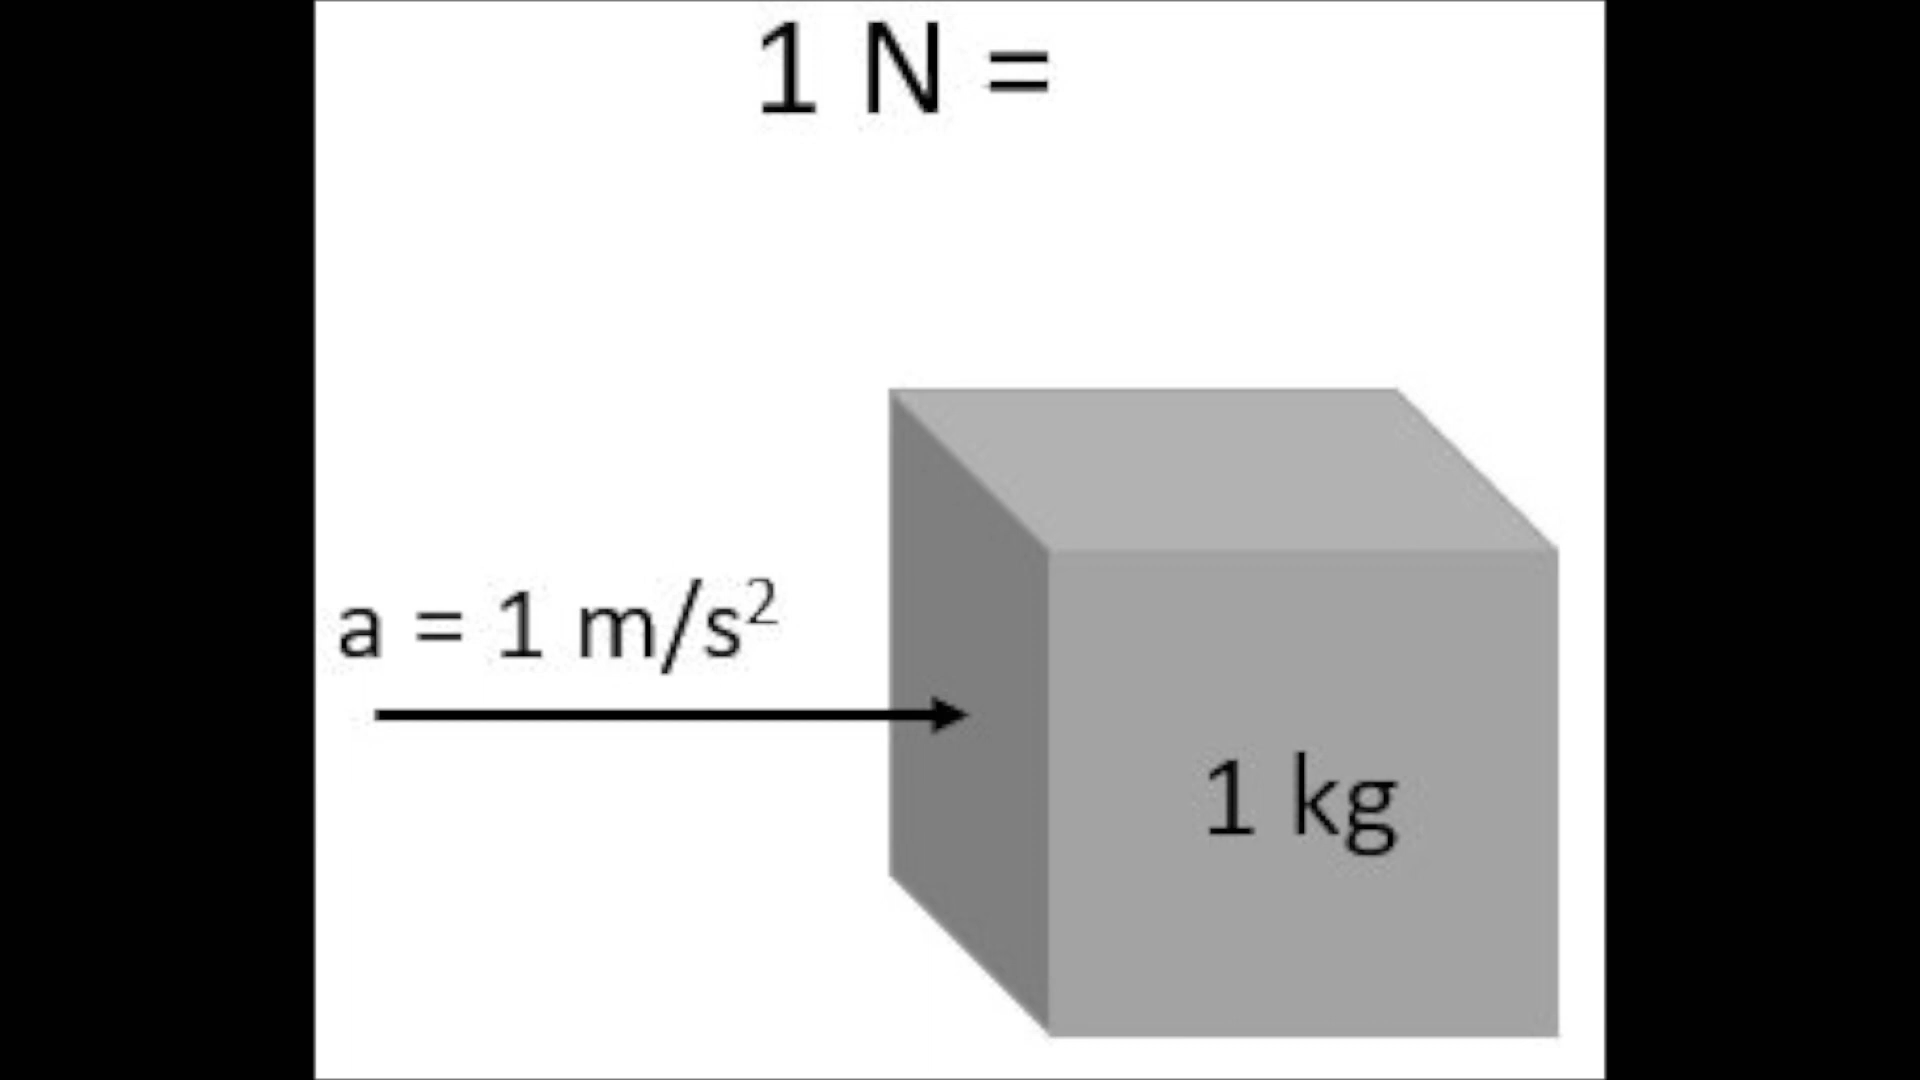 1 N =
a = 1 m/s²
1 kg